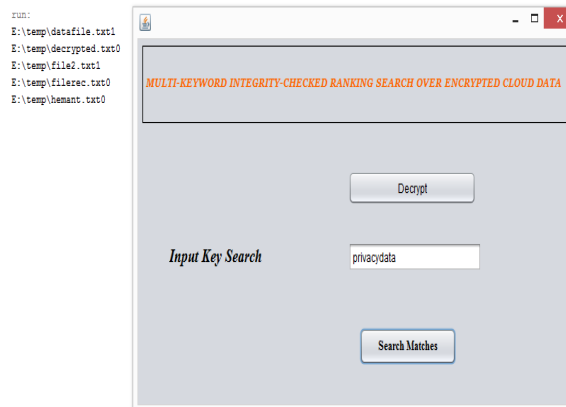 run:
E:\temp\datafile.txt1
E:\temp\decrypted.txt0
E:\temp\file2.txt1
E:\temp\filerec.txt0
E:\temp\hemant.txt0
MULTI-KEYWORD INTEGRITY-CHECKED RANKING SEARCH OVER ENCRYPTED CLOUD DATA
Decrypt
Input Key Search
privacydata
Search Matches